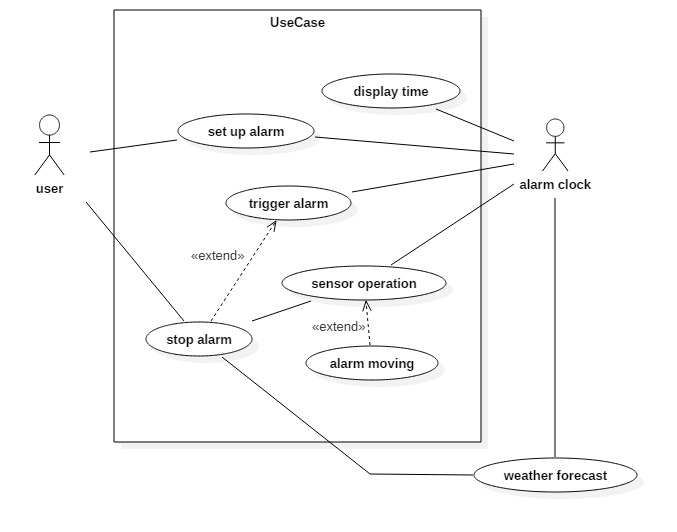 UseCase
display time
set up alarm
user
alarm clock
trigger alarm
«extend»
sensor operation
«extend»
stop alarm
alarm moving
weather forecast